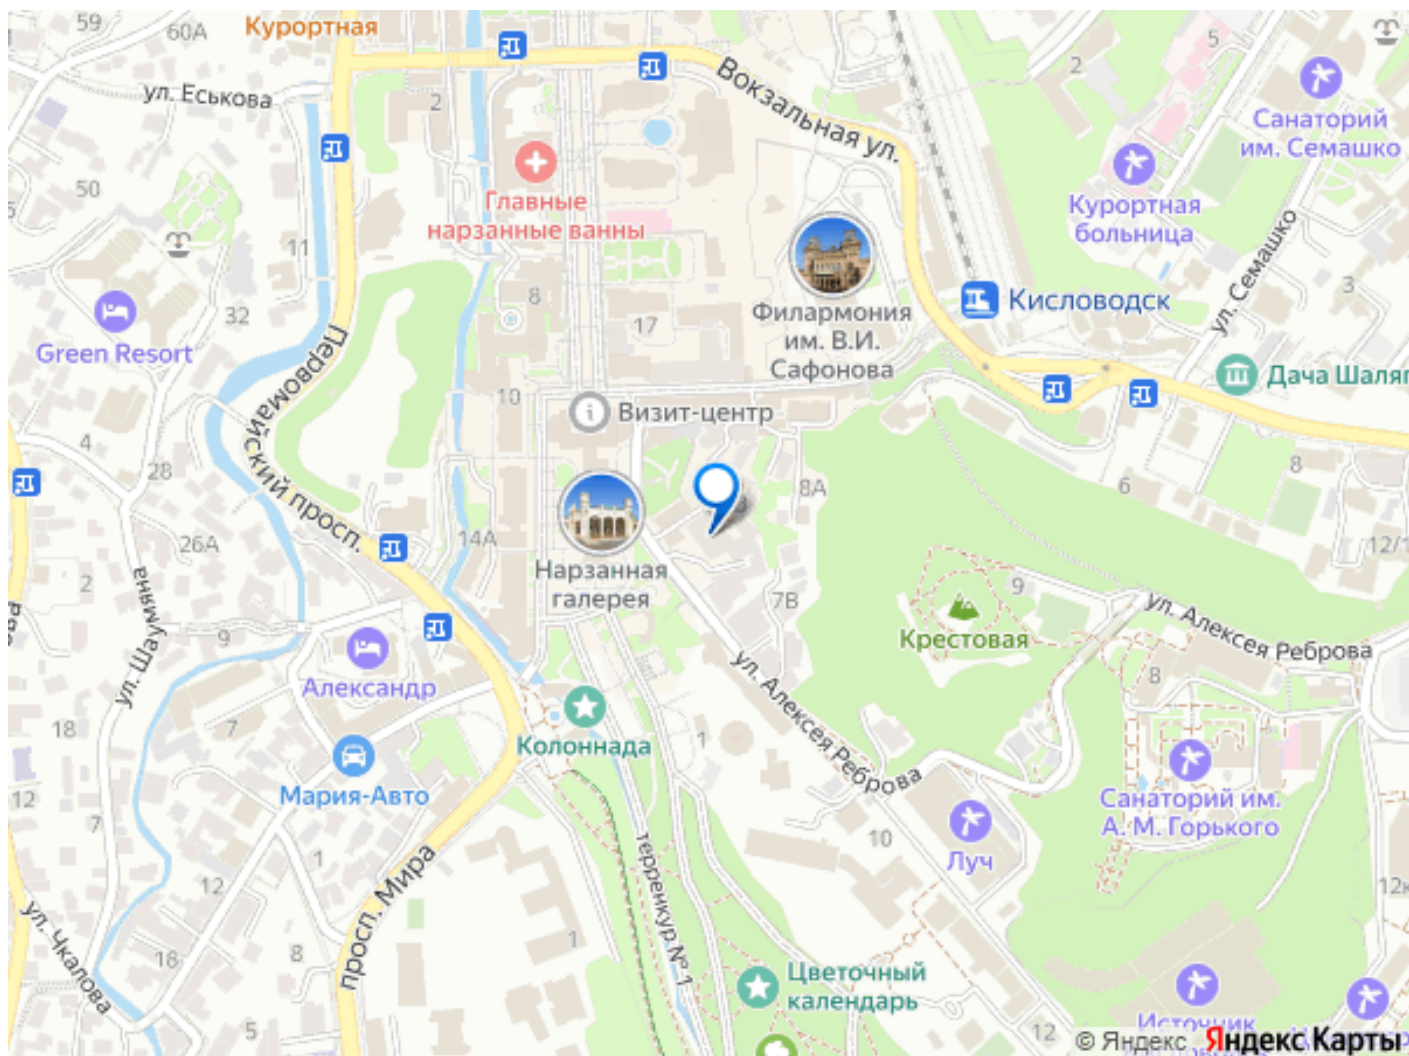 59
60А
Курортная
5
2
ул. Еськова
2
Вокзальная ул.
Санаторий
им. Семашко
50
Главные
нарзанные ванны
Курортная
больница
11
ул. Семашко
32
8
17
Филармония
им. В.И.
Сафонова
Кисловодск
3
Green Resort
Первомайский просп.
10
Визит-центр
Дача Шаляп
4
28
8А
6
8
26А
14А
12/1
2
Нарзанная
галерея
7В
9
Крестовая
ул. Алексея Реброва
ул. Шаумяна
9
Александр
ул. Алексея Реброва
8
18
7
Колоннада
1
Мария-Авто
12
7
Санаторий им.
А. М. Горького
10
Луч
1
12
просп. Мира
терренкур № 1
12к
ул. Чкалова
18
8
1
Цветочный
календарь
5
12
Источник
© Яндекс Яндекс Карты